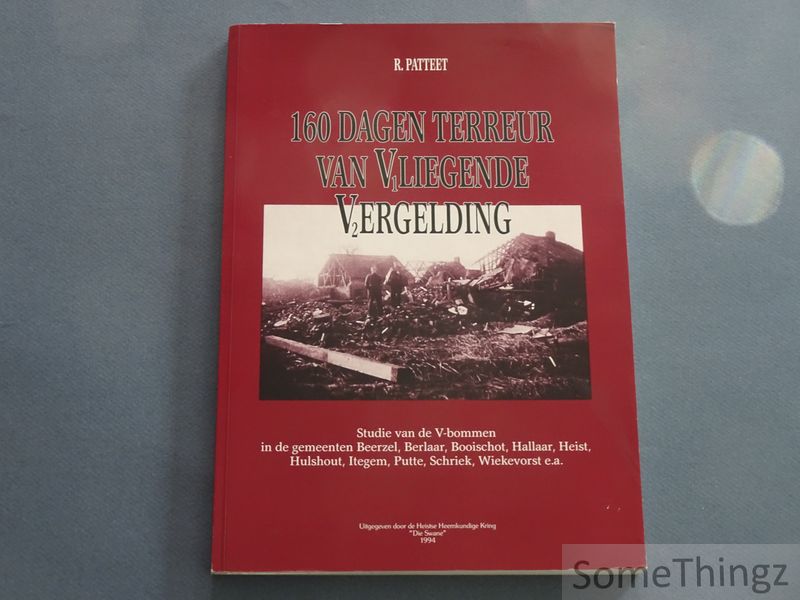 R. PATTEET
160 DAGEN TERREUR
VAN V1LIEGENDE
V2ERGELDING
Studie van de V-bommen
in de gemeenten Beerzel, Berlaar, Booischot, Hallaar, Heist,
Hulshout, Itegem, Putte, Schriek, Wiekevorst e.a.
Uitgegeven door de Heistse Heemkundige Kring
"Die Swane"
1994
SomeThingz